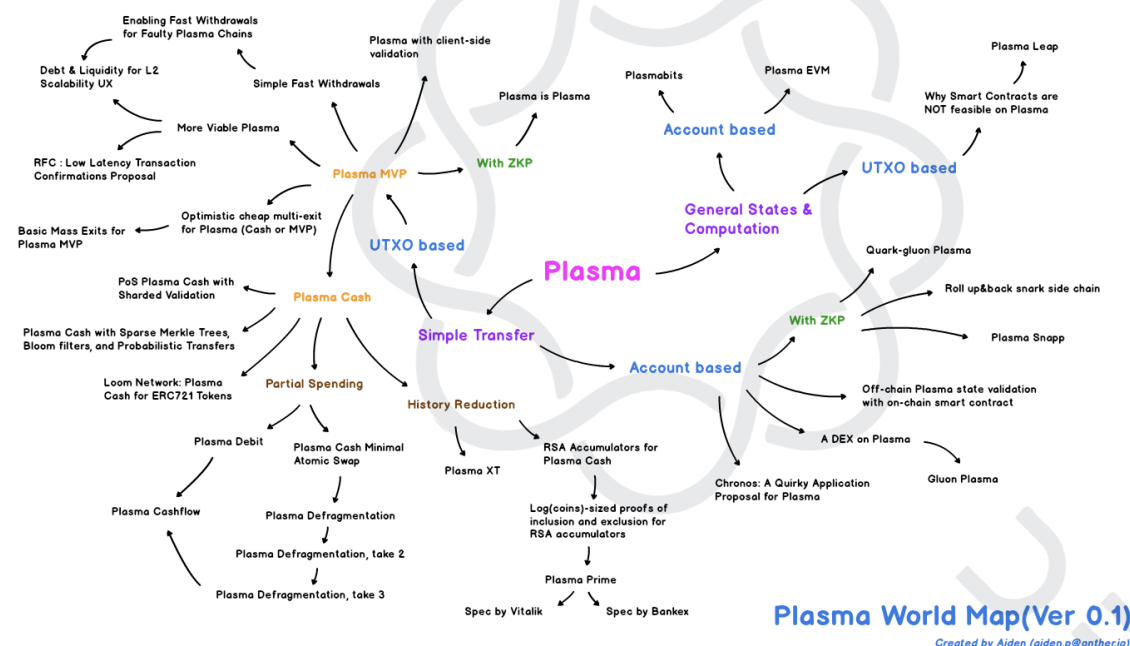 Enabling Fast Withdrawals
for Faulty Plasma Chains
Debt & Liquidity for L2
Scalability UX
Simple Fast Withdrawals
Plasma with client-side
validation
More Viable Plasma
RFC : Low Latency Transaction
Confirmations Proposal
Plasma is Plasma
With ZKP
Plasma MVP
Optimistic cheap multi-exit
for Plasma (Cash or MVP)
Basic Mass Exits for
Plasma MVP
UTXO based
Plasmabits
Plasma EVM
Account based
Plasma Leap
Why Smart Contracts are
NOT feasible on Plasma
UTXO based
General States &
Computation
Plasma
Simple Transfer
PoS Plasma Cash with
Sharded Validation
Plasma Cash
Plasma Cash with Sparse Merkle Trees,
Bloom filters, and Probabilistic Transfers
Loom Network: Plasma
Cash for ERC721 Tokens
Partial Spending
History Reduction
Plasma Debit
Plasma Cash Minimal
Atomic Swap
Plasma Cashflow
Plasma Defragmentation
Plasma Defragmentation, take 2
Plasma Defragmentation, take 3
Plasma XT
RSA Accumulators for
Plasma Cash
Log(coins)-sized proofs of
inclusion and exclusion for
RSA accumulators
Plasma Prime
Spec by Vitalik
Spec by Bankex
Account based
With ZKP
Quark-gluon Plasma
Roll up&back snark side chain
Plasma Snapp
Off-chain Plasma state validation
with on-chain smart contract
A DEX on Plasma
Gluon Plasma
Chronos: A Quirky Application
Proposal for Plasma
Plasma World Map(Ver 0.1)
Created by Aiden (aiden.p@onther.io)